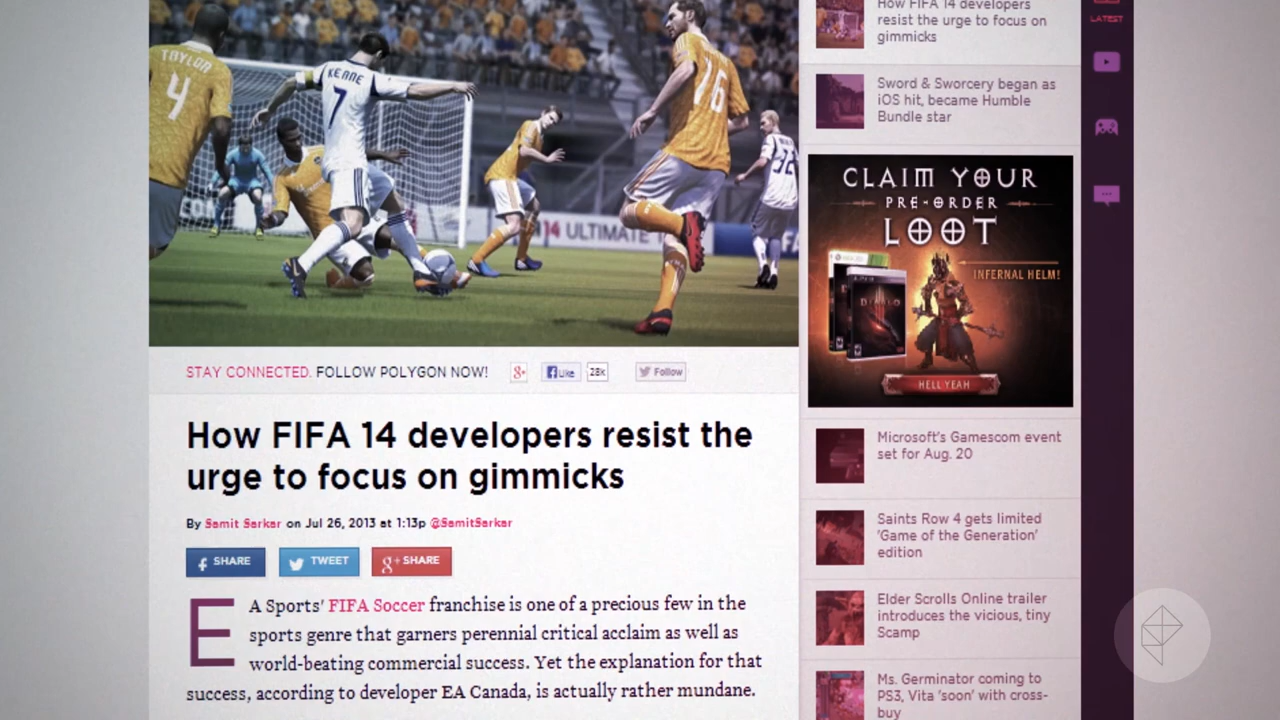 TAYLOR
4
KEANE
7
16
14 ULTIMATE T
STAY CONNECTED. FOLLOW POLYGON NOW!
g+
Like
28k
Follow
How FIFA 14 developers resist the
urge to focus on gimmicks
By Samit Sarkar on Jul 26, 2013 at 1:13p @SamitSarkar
SHARE
TWEET
g+ SHARE
EA Sports' FIFA Soccer franchise is one of a precious few in the
sports genre that garners perennial critical acclaim as well as
world-beating commercial success. Yet the explanation for that
success, according to developer EA Canada, is actually rather mundane.
How FIFA 14 developers
resist the urge to focus on
gimmicks
Sword & Sworcery began as
iOS hit, became Humble
Bundle star
CLAIM YOUR
PRE-ORDER
LOOT
INFERNAL HELM!
DIABLO
HELL YEAH
Microsoft's Gamescom event
set for Aug. 20
Saints Row 4 gets limited
'Game of the Generation'
edition
Elder Scrolls Online trailer
introduces the vicious, tiny
Scamp
Ms. Germinator coming to
PS3, Vita 'soon' with cross-
buy
LATEST